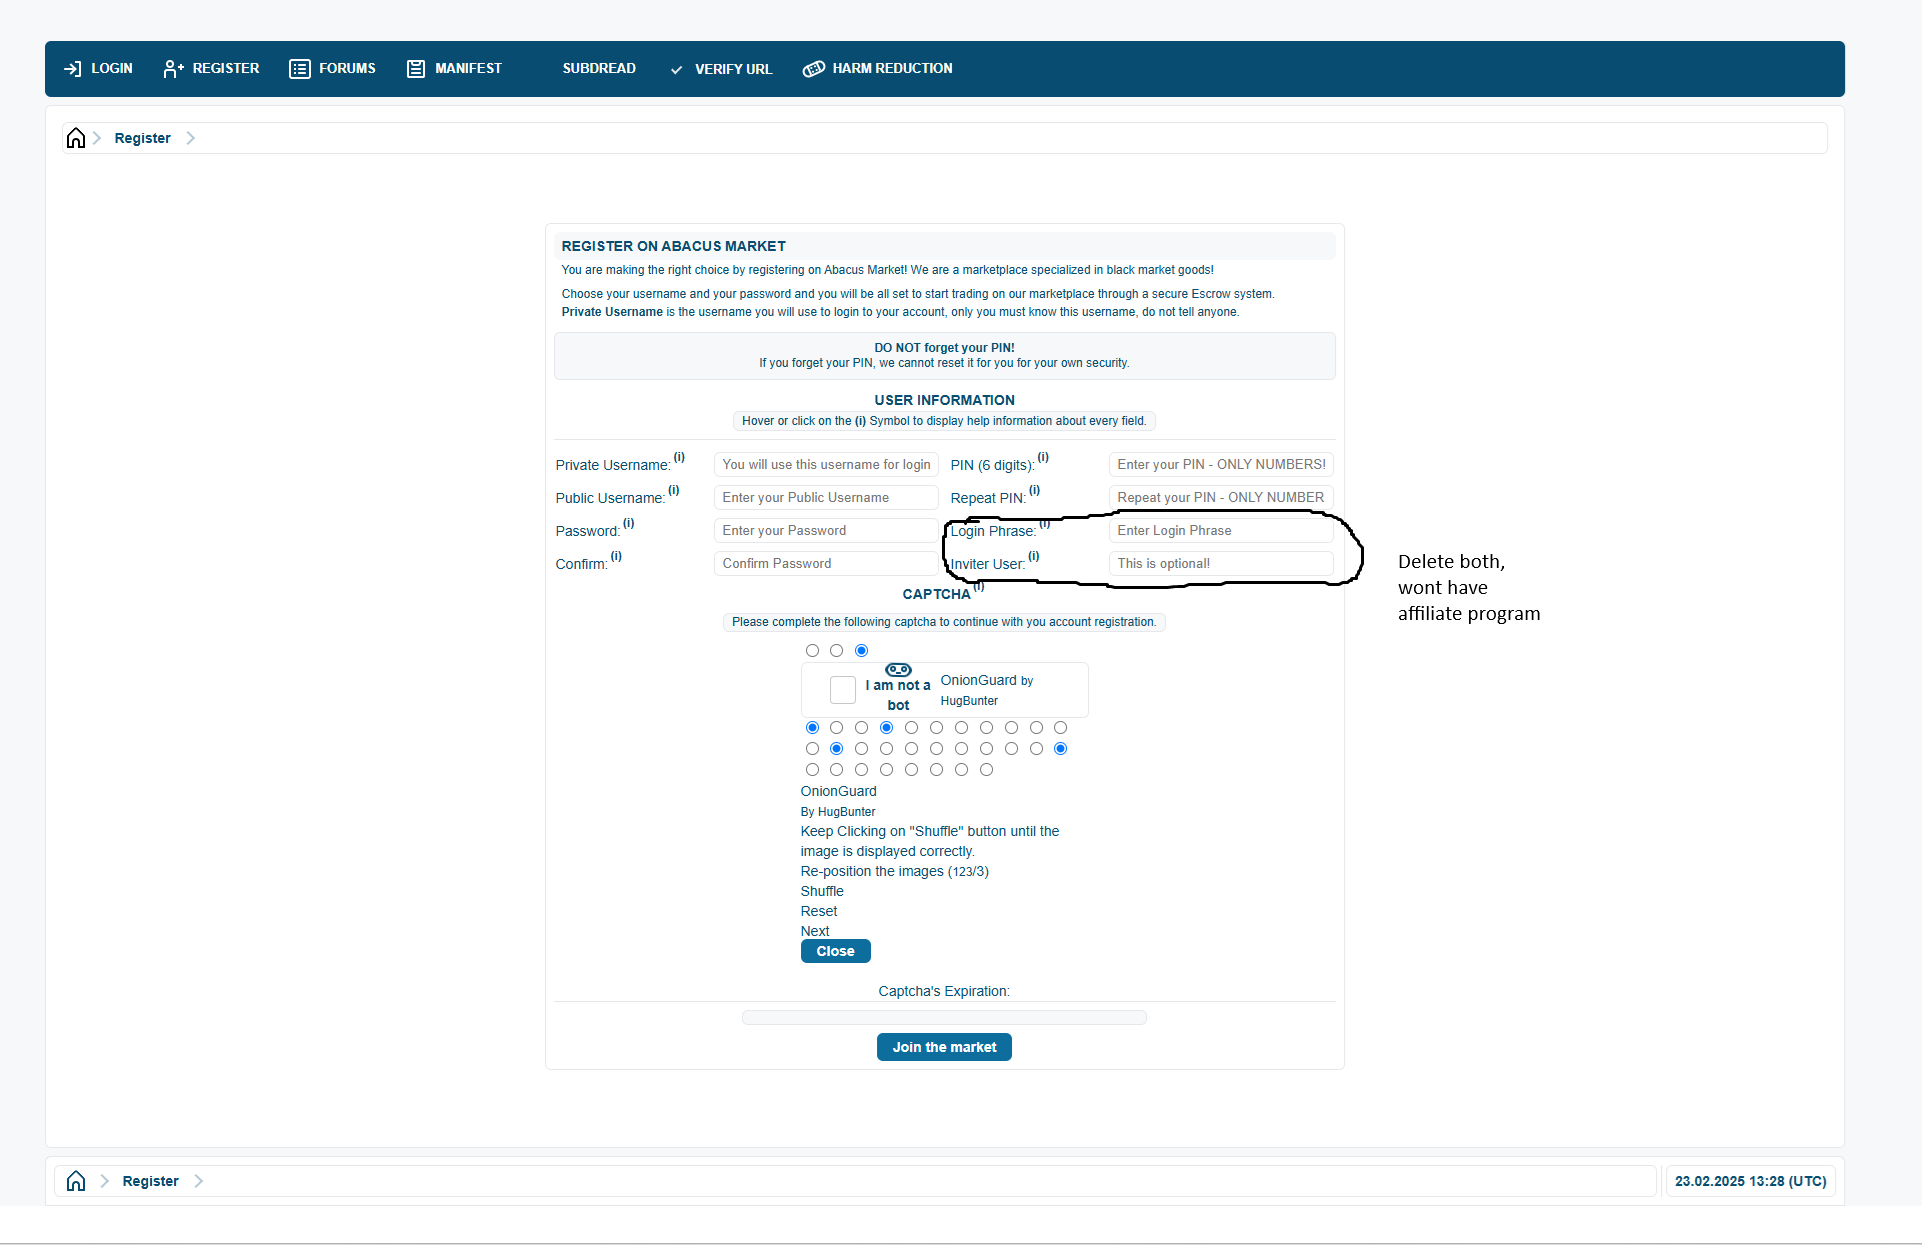 LOGIN REGISTER FORUMS MANIFEST SUBDREAD VERIFY URL HARM REDUCTION
Register
REGISTER ON ABACUS MARKET
You are making the right choice by registering on Abacus Market! We are a marketplace specialized in black market goods!
Choose your username and your password and you will be all set to start trading on our marketplace through a secure Escrow system.
Private Username is the username you will use to login to your account, only you must know this username, do not tell anyone.
DO NOT forget your PIN!
If you forget your PIN, we cannot reset it for you for your own security.
USER INFORMATION
Hover or click on the (i) Symbol to display help information about every field.
Private Username: (i) You will use this username for login PIN (6 digits): (i) Enter your PIN - ONLY NUMBERS!
Public Username: (i) Enter your Public Username Repeat PIN: (i) Repeat your PIN - ONLY NUMBER
Password: (i) Enter your Password Login Phrase: (i) Enter Login Phrase
Confirm: (i) Confirm Password Inviter User: (i) This is optional!
Delete both,
wont have
affiliate program
CAPTCHA (i)
Please complete the following captcha to continue with you account registration.
I am not a
bot
OnionGuard by
HugBunter
OnionGuard
By HugBunter
Keep Clicking on "Shuffle" button until the
image is displayed correctly.
Re-position the images (123/3)
Shuffle
Reset
Next
Close
Captcha's Expiration:
Join the market
Register 23.02.2025 13:28 (UTC)